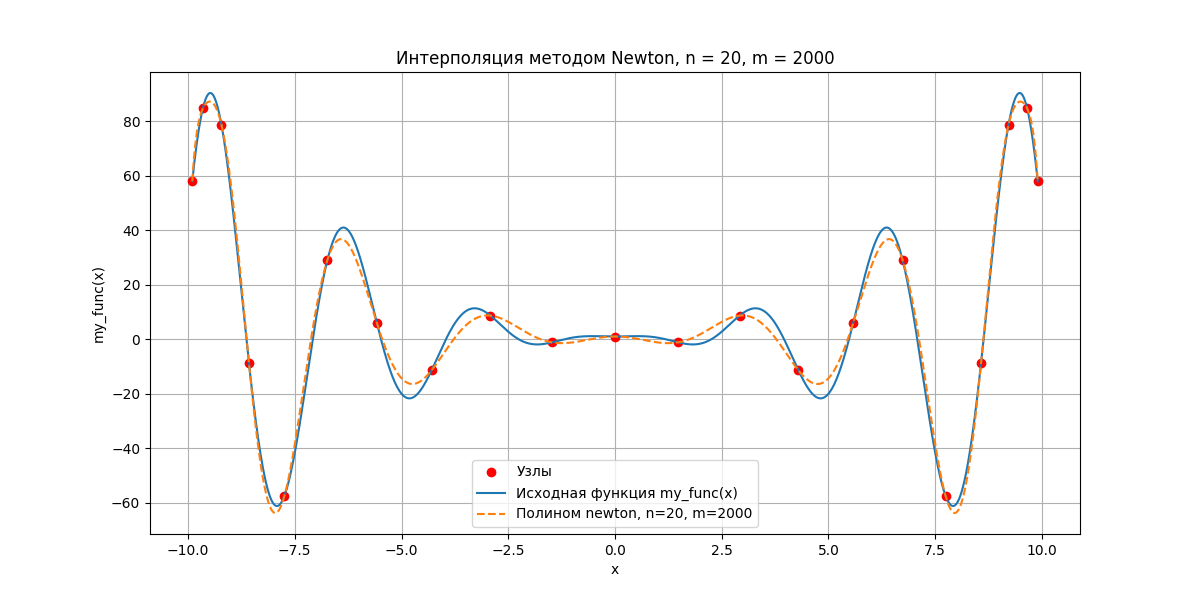 Интерполяция методом Newton, n = 20, m = 2000
my_func(x)
80
60
40
20
0
−20
−40
−60
Узлы
Исходная функция my_func(x)
Полином newton, n=20, m=2000
−10.0 −7.5 −5.0 −2.5 0.0 2.5 5.0 7.5 10.0
x